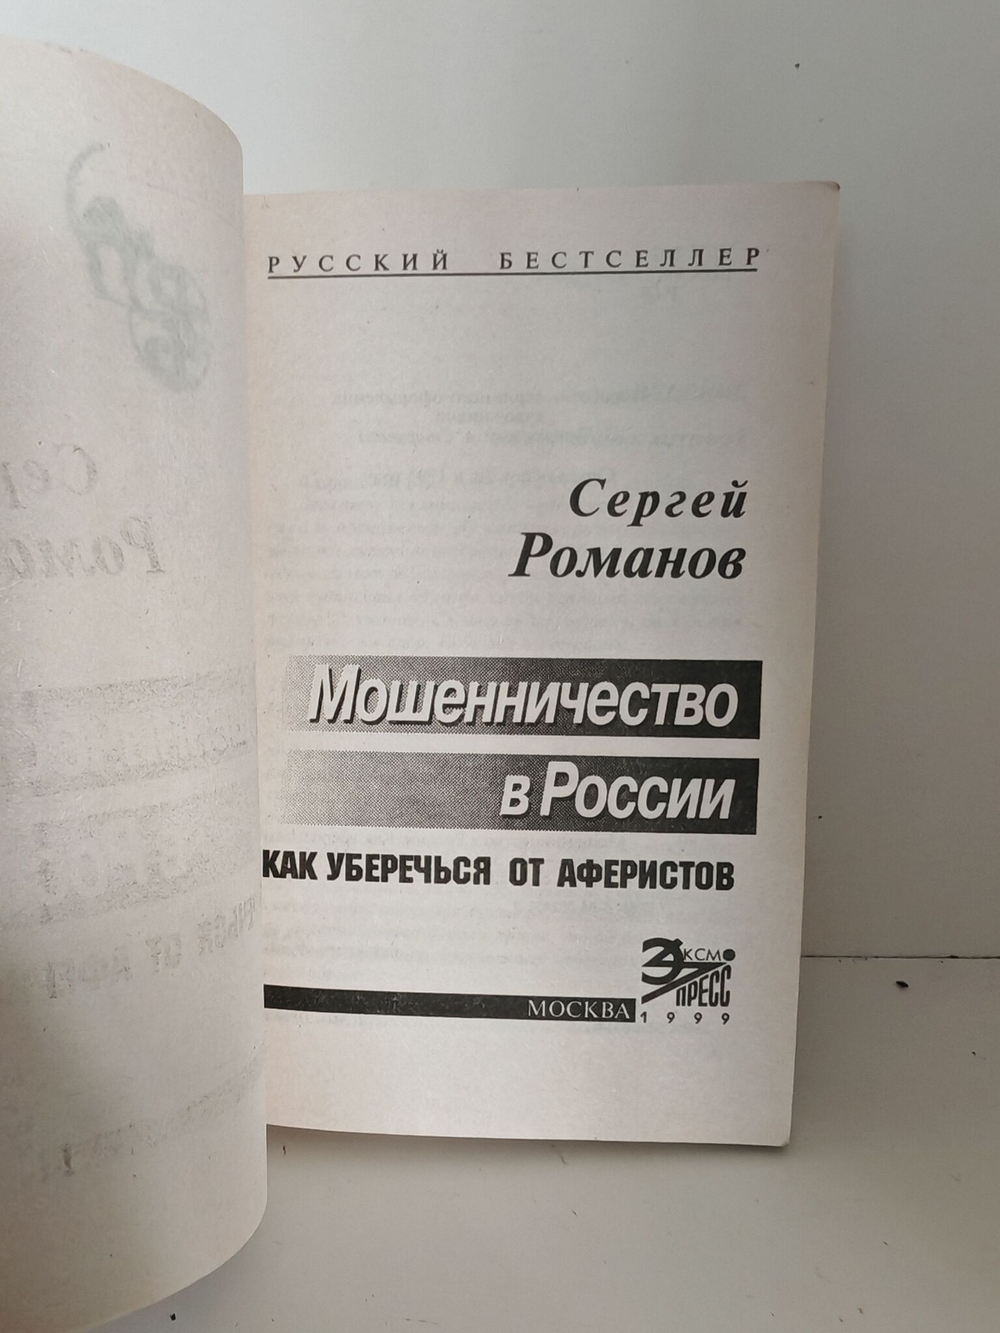 РУССКИЙ БЕСТСЕЛЛЕР
Сергей
Романов
Мошенничество
в России
КАК УБЕРЕЧЬСЯ ОТ АФЕРИСТОВ
ЭКСМО
ПРЕСС
МОСКВА
1999